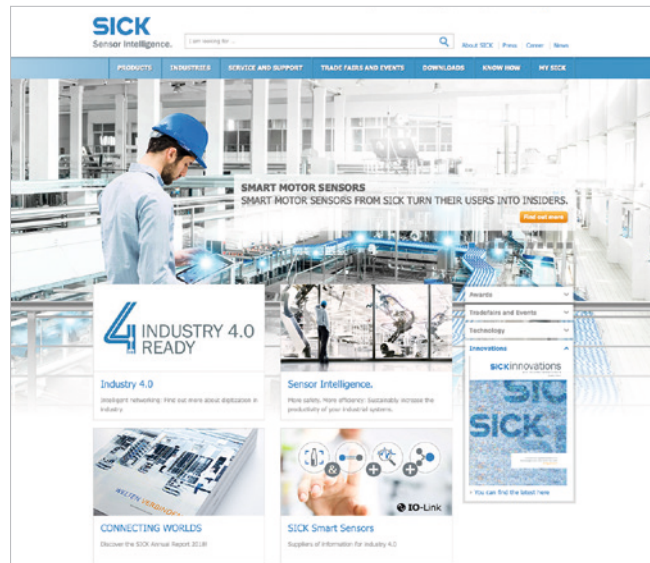 SICK
Sensor Intelligence.
I am looking for ...
About SICK | Press | Career | News
PRODUCTS INDUSTRIES SERVICE AND SUPPORT TRADE FAIRS AND EVENTS DOWNLOADS KNOW HOW MY SICK
SMART MOTOR SENSORS
SMART MOTOR SENSORS FROM SICK TURN THEIR USERS INTO INSIDERS.
Find out more
4 INDUSTRY 4.0
READY
Industry 4.0
Intelligent networking: Find out more about digitization in
industry
Sensor Intelligence.
More safety. More efficiency: Sustainably increase the
productivity of your industrial systems.
Awards
Tradefairs and Events
Technology
Innovations
SICKinnovations
SICK
› You can find the latest here
WELTEN VERBINDEN
CONNECTING WORLDS
Discover the SICK Annual Report 2018!
& + +
IO-Link
SICK Smart Sensors
Suppliers of information for Industry 4.0